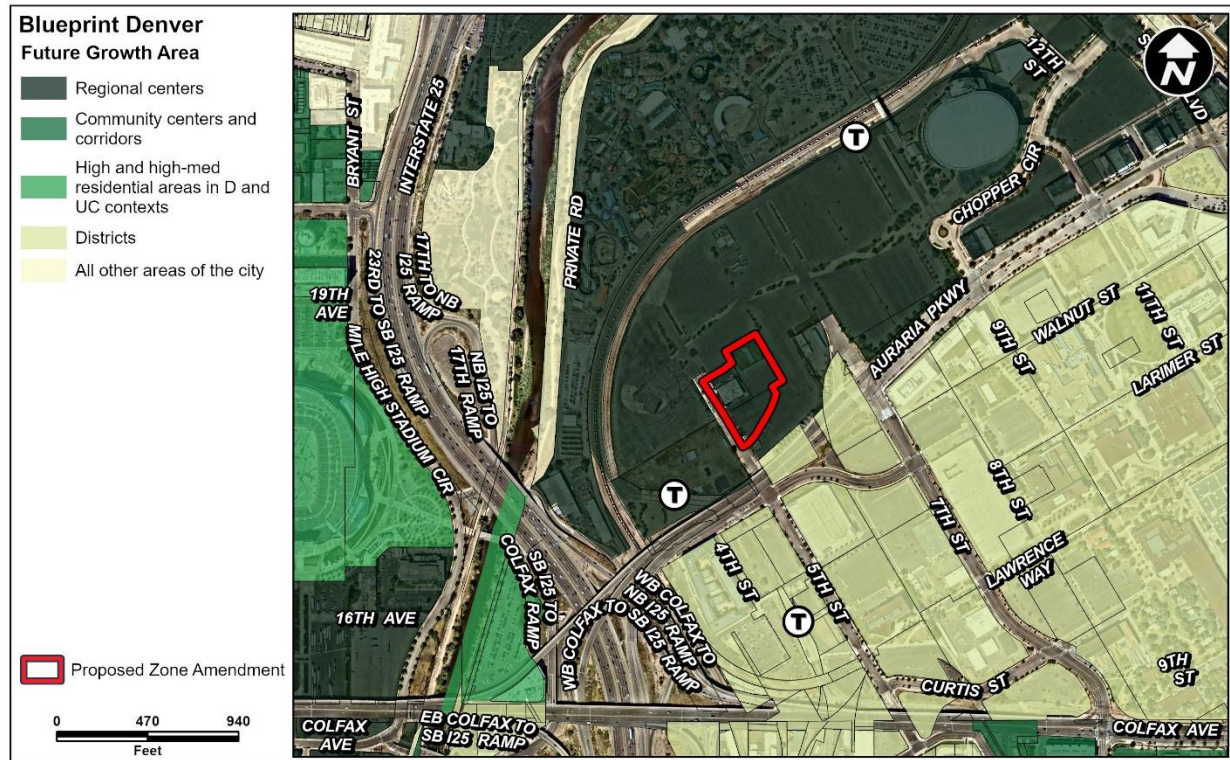 Blueprint Denver
Future Growth Area
Regional centers
Community centers and
corridors
High and high-med
residential areas in D and
UC contexts
Districts
All other areas of the city
Proposed Zone Amendment
0 470 940
Feet
12TH
ST
N
BRYANT ST
INTERSTATE 25
T
BLVD
CHOPPER CIR
PRIVATE RD
17TH TO NB
I25 RAMP
23RD TO SB I25 RAMP
19TH
AVE
MILE HIGH STADIUM CIR
NB I25 TO
17TH RAMP
AURARIA PKWY
9TH
ST
WALNUT ST
11TH
ST
LARIMER ST
T
8TH
ST
7TH
ST
LAWRENCE
WAY
SB I25 TO
COLFAX RAMP
4TH
ST
5TH
ST
WB COLFAX TO
NB I25 RAMP
WB COLFAX TO SB I25 RAMP
T
16TH AVE
9TH
ST
CURTIS ST
COLFAX
AVE
EB COLFAX TO
SB I25 RAMP
COLFAX AVE